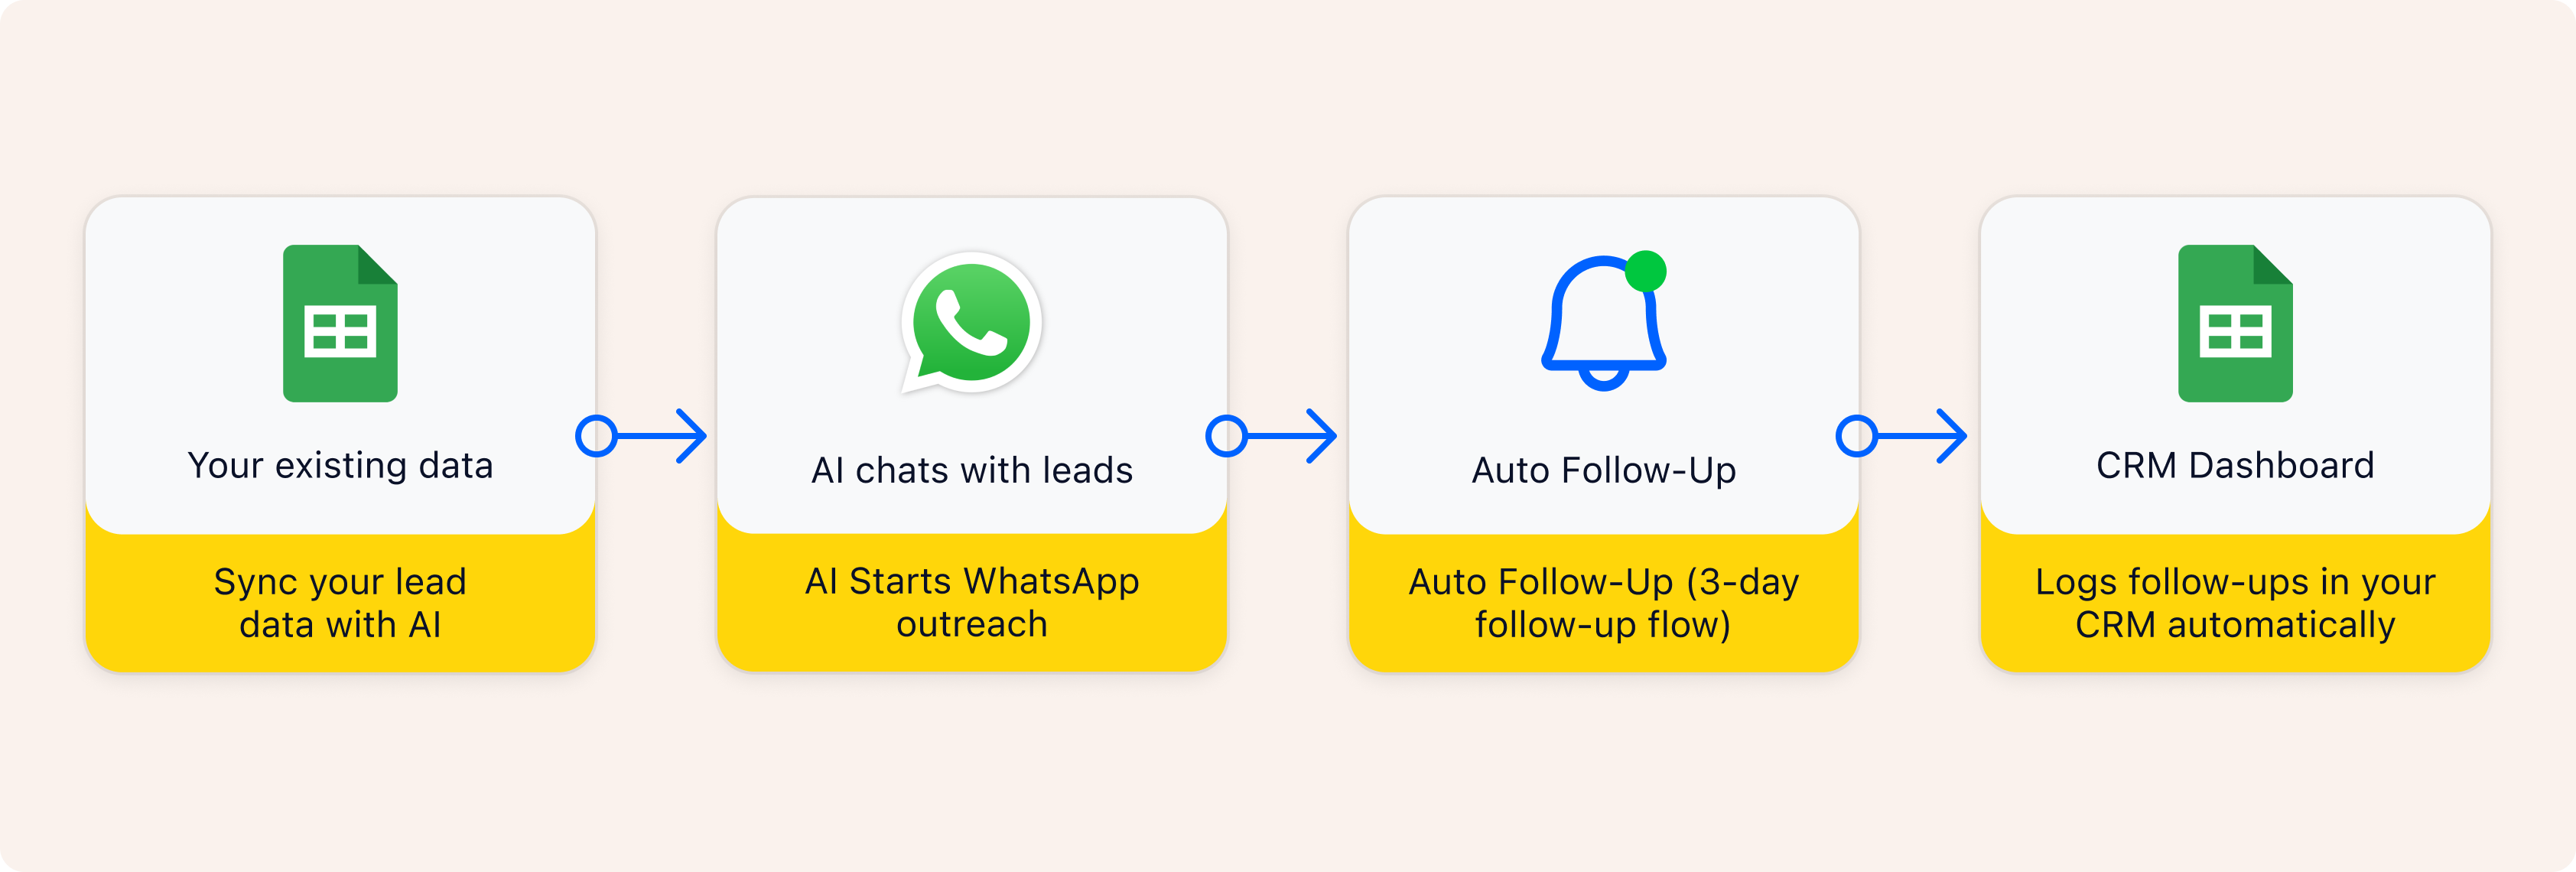 Your existing data
Sync your lead
data with AI
AI chats with leads
AI Starts WhatsApp
outreach
Auto Follow-Up
Auto Follow-Up (3-day
follow-up flow)
CRM Dashboard
Logs follow-ups in your
CRM automatically